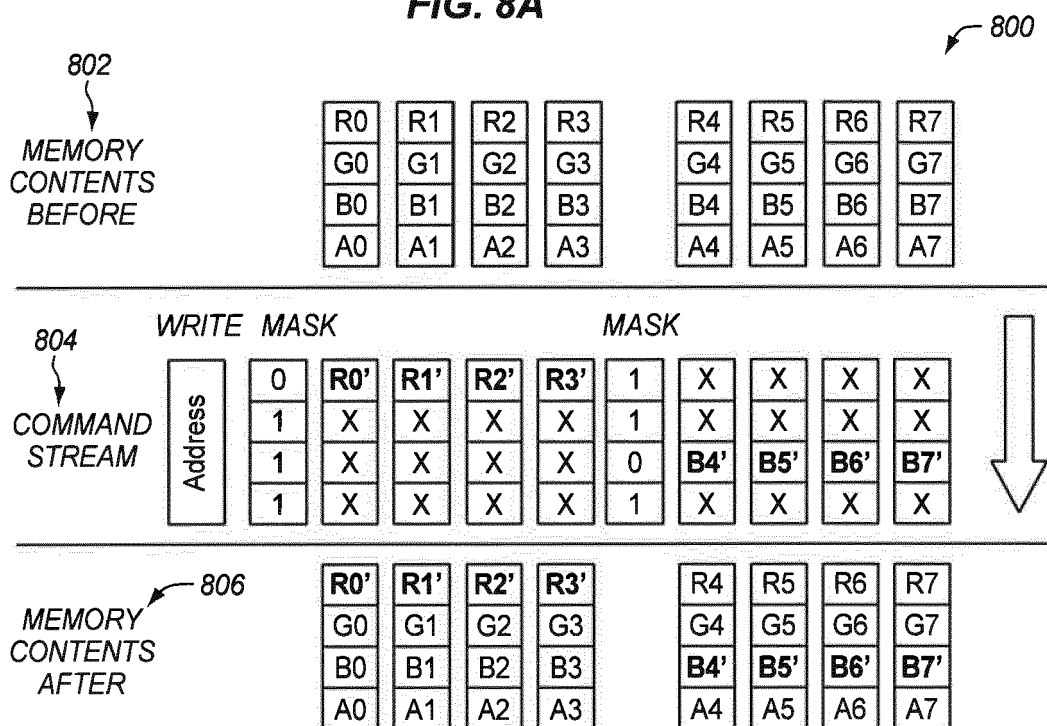 FIG. 8A
800
802
MEMORY CONTENTS BEFORE
R0 R1 R2 R3 R4 R5 R6 R7
G0 G1 G2 G3 G4 G5 G6 G7
B0 B1 B2 B3 B4 B5 B6 B7
A0 A1 A2 A3 A4 A5 A6 A7
804
COMMAND STREAM
WRITE MASK MASK
Address
0 R0' R1' R2' R3' 1 X X X X
1 X X X X 1 X X X X
1 X X X X 0 B4' B5' B6' B7'
1 X X X X 1 X X X X
806
MEMORY CONTENTS AFTER
R0' R1' R2' R3' R4 R5 R6 R7
G0 G1 G2 G3 G4 G5 G6 G7
B0 B1 B2 B3 B4' B5' B6' B7'
A0 A1 A2 A3 A4 A5 A6 A7